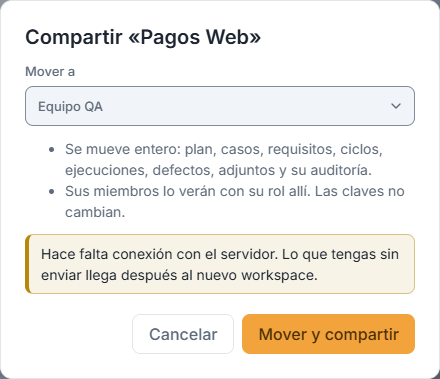 Compartir «Pagos Web»
Mover a
Equipo QA
• Se mueve entero: plan, casos, requisitos, ciclos,
ejecuciones, defectos, adjuntos y su auditoría.
• Sus miembros lo verán con su rol allí. Las claves no
cambian.
Hace falta conexión con el servidor. Lo que tengas sin
enviar llega después al nuevo workspace.
Cancelar
Mover y compartir